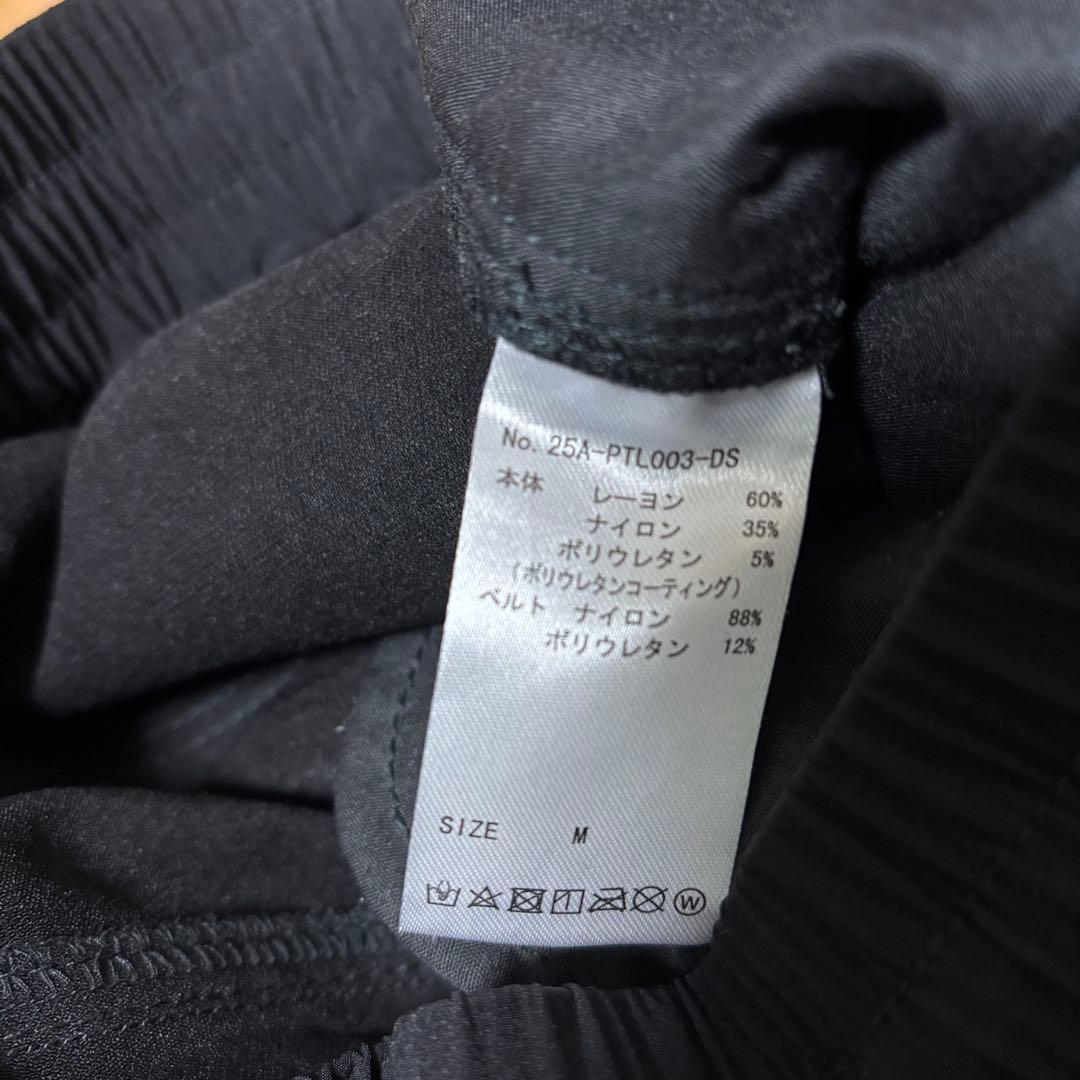 No. 25A-PTL003-DS
本体 レーヨン 60%
ナイロン 35%
ポリウレタン 5%
(ポリウレタンコーティング)
ベルト ナイロン 88%
ポリウレタン 12%
SIZE M
W